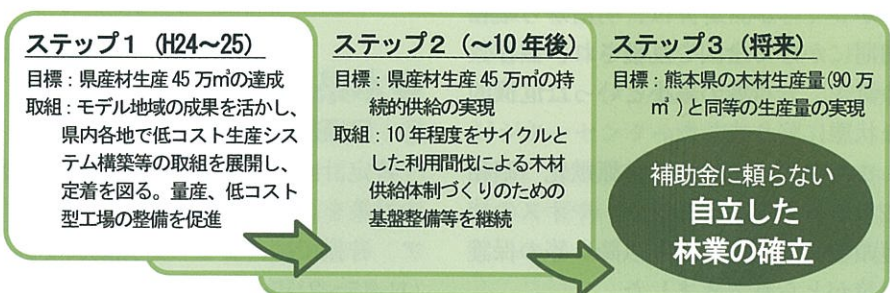 ステップ1（H24～25）
目標：県産材生産45万㎥の達成
取組：モデル地域の成果を活かし、
県内各地で低コスト生産シス
テム構築等の取組を展開し、
定着を図る。量産、低コスト
型工場の整備を促進
ステップ2（～10年後）
目標：県産材生産45万㎥の持
続的供給の実現
取組：10年程度をサイクルと
した利用間伐による木材
供給体制づくりのための
基盤整備等を継続
ステップ3（将来）
目標：熊本県の木材生産量(90万
㎥）と同等の生産量の実現
補助金に頼らない
自立した
林業の確立